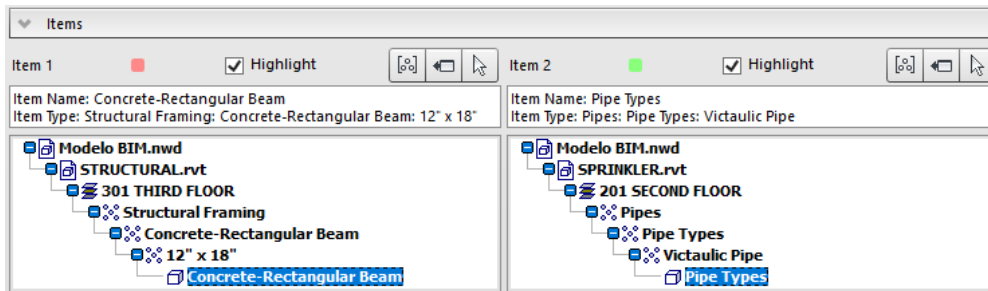 Items
Item 1 Highlight Item 2 Highlight
Item Name: Concrete-Rectangular Beam
Item Type: Structural Framing: Concrete-Rectangular Beam: 12" x 18"
Item Name: Pipe Types
Item Type: Pipes: Pipe Types: Victaulic Pipe
Modelo BIM.nwd
STRUCTURAL.rvt
301 THIRD FLOOR
Structural Framing
Concrete-Rectangular Beam
12" x 18"
Concrete-Rectangular Beam
Modelo BIM.nwd
SPRINKLER.rvt
201 SECOND FLOOR
Pipes
Pipe Types
Victaulic Pipe
Pipe Types